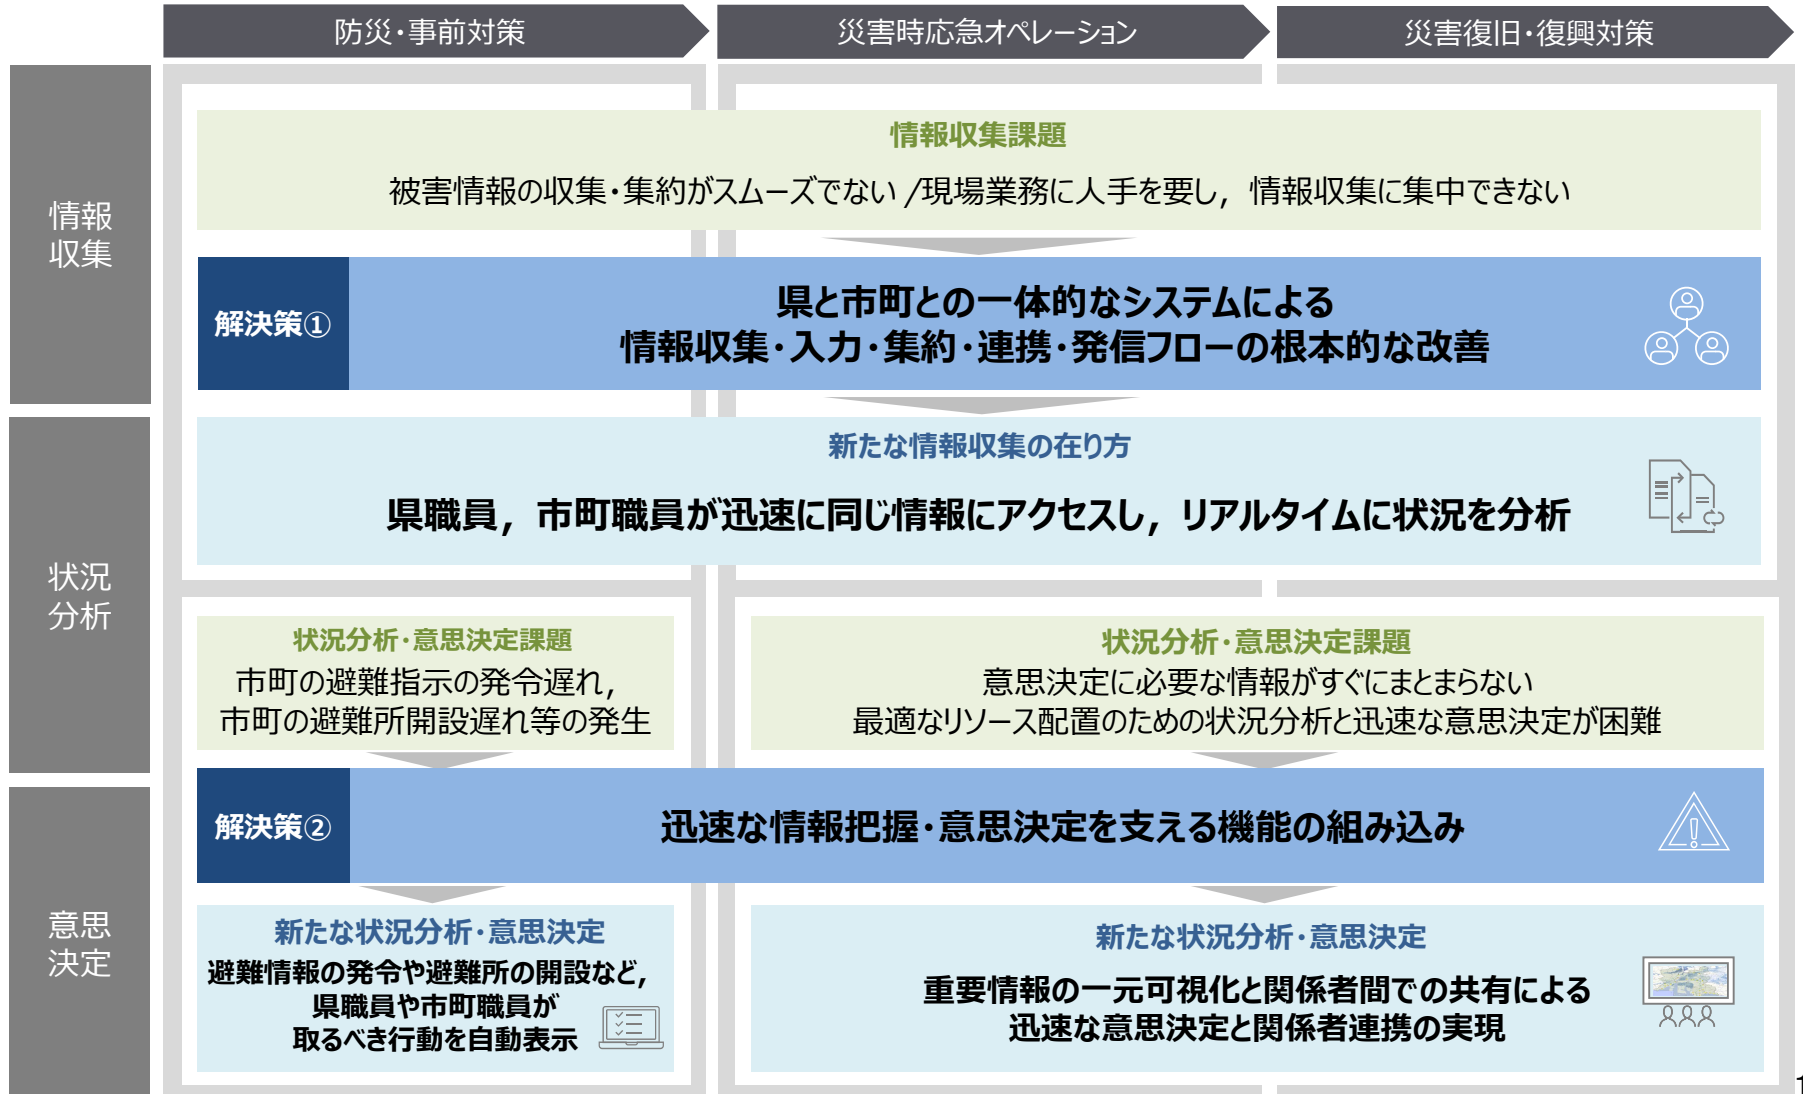 防災・事前対策
災害時応急オペレーション
災害復旧・復興対策
情報
収集
情報収集課題
被害情報の収集・集約がスムーズでない /現場業務に人手を要し，情報収集に集中できない
解決策①
県と市町との一体的なシステムによる
情報収集・入力・集約・連携・発信フローの根本的な改善
状況
分析
新たな情報収集の在り方
県職員，市町職員が迅速に同じ情報にアクセスし，リアルタイムに状況を分析
状況分析・意思決定課題
市町の避難指示の発令遅れ，
市町の避難所開設遅れ等の発生
状況分析・意思決定課題
意思決定に必要な情報がすぐにまとまらない
最適なリソース配置のための状況分析と迅速な意思決定が困難
解決策②
迅速な情報把握・意思決定を支える機能の組み込み
意思
決定
新たな状況分析・意思決定
避難情報の発令や避難所の開設など，
県職員や市町職員が
取るべき行動を自動表示
新たな状況分析・意思決定
重要情報の一元可視化と関係者間での共有による
迅速な意思決定と関係者連携の実現